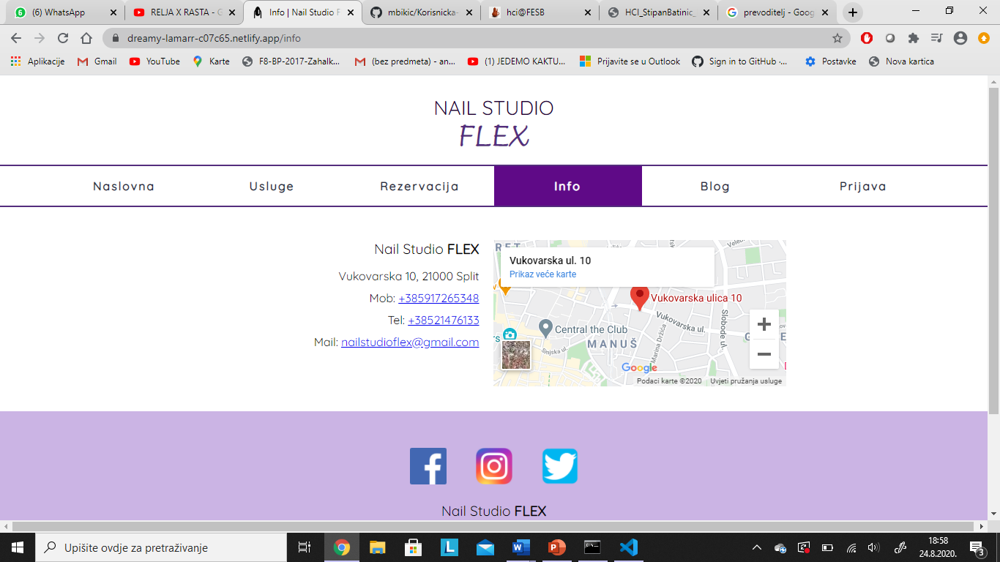 (6) WhatsApp
RELJA X RASTA - G
Info | Nail Studio F
mbikic/Korisnicka-
hci@FESB
HCI_StipanBatinic_
prevoditelj - Goog
dreamy-lamarr-c07c65.netlify.app/info
Aplikacije
Gmail
YouTube
Karte
F8-BP-2017-Zahalk...
(bez predmeta) - an...
(1) JEDEMO KAKTU...
Prijavite se u Outlook
Sign in to GitHub ·...
Postavke
Nova kartica
NAIL STUDIO
FLEX
Naslovna
Usluge
Rezervacija
Info
Blog
Prijava
Nail Studio FLEX
Vukovarska 10, 21000 Split
Mob: +385917265348
Tel: +38521476133
Mail: nailstudioflex@gmail.com
Vukovarska ul. 10
Prikaz veće karte
Vukovarska ulica 10
Vukovarska ul.
Slobode ul.
Marina Držića
Central the Club
MANUŠ
Google
Podaci karte ©2020
Uvjeti pružanja usluge
Nail Studio FLEX
Upišite ovdje za pretraživanje
18:58
24.8.2020.
3